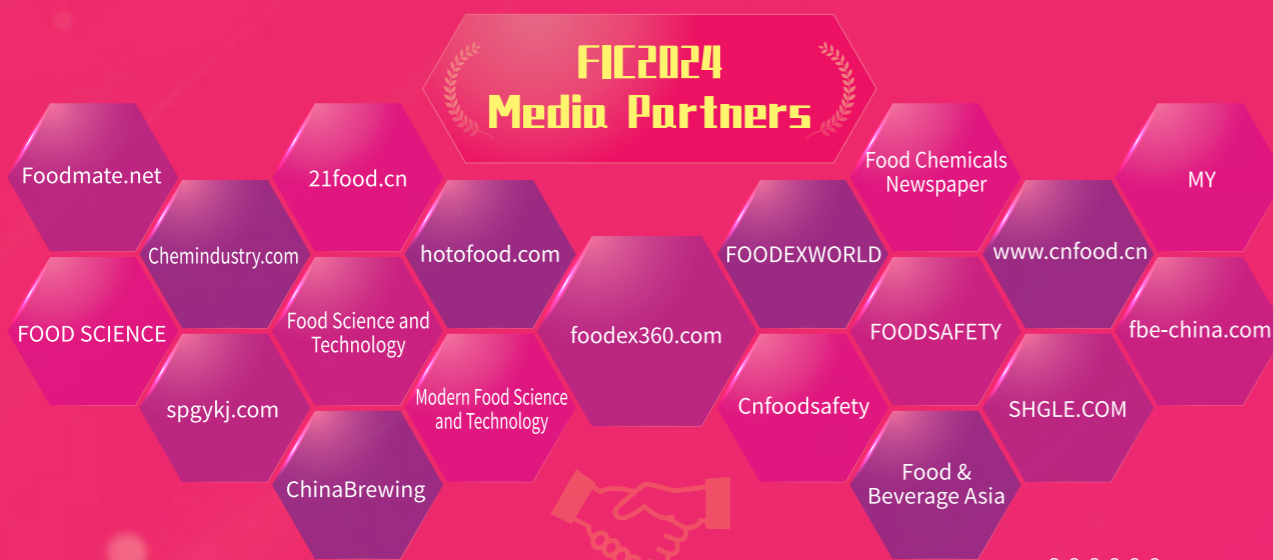 FIC2024
Media Partners
Foodmate.net
21food.cn
Food Chemicals
Newspaper
MY
Chemindustry.com
hotofood.com
FOODEXWORLD
www.cnfood.cn
FOOD SCIENCE
Food Science and
Technology
foodex360.com
FOODSAFETY
fbe-china.com
spgykj.com
Modern Food Science
and Technology
Cnfoodsafety
SHGLE.COM
ChinaBrewing
Food &
Beverage Asia